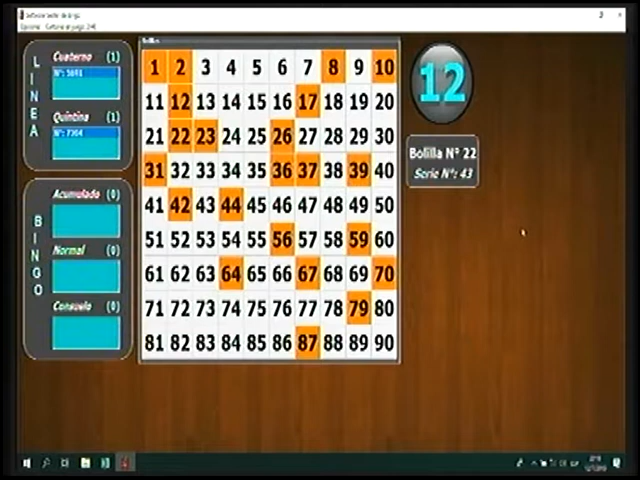 LINEA
Cuaterno (1)
Quintina (1)
BINGO
Acumulado (0)
Normal (0)
Consuelo (0)
1 2 3 4 5 6 7 8 9 10
11 12 13 14 15 16 17 18 19 20
21 22 23 24 25 26 27 28 29 30
31 32 33 34 35 36 37 38 39 40
41 42 43 44 45 46 47 48 49 50
51 52 53 54 55 56 57 58 59 60
61 62 63 64 65 66 67 68 69 70
71 72 73 74 75 76 77 78 79 80
81 82 83 84 85 86 87 88 89 90
12
Bolilla N° 22
Serie N°: 43